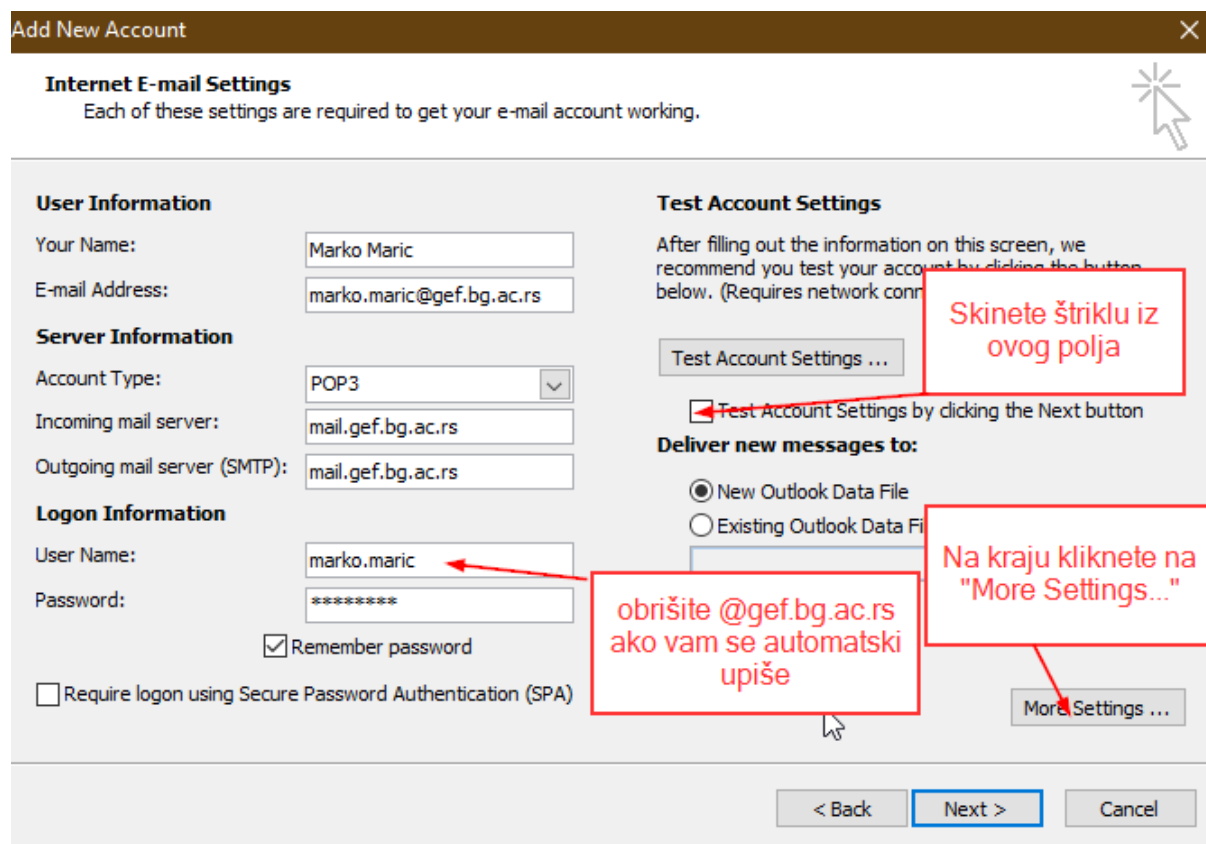 Add New Account
Internet E-mail Settings
Each of these settings are required to get your e-mail account working.
User Information
Your Name:
Marko Maric
E-mail Address:
marko.maric@gef.bg.ac.rs
Server Information
Account Type:
POP3
Incoming mail server:
mail.gef.bg.ac.rs
Outgoing mail server (SMTP):
mail.gef.bg.ac.rs
Logon Information
User Name:
marko.maric
Password:
********
Remember password
Require logon using Secure Password Authentication (SPA)
obrišite @gef.bg.ac.rs
ako vam se automatski
upiše
Test Account Settings
After filling out the information on this screen, we
recommend you test your account by clicking the button
below. (Requires network conn
Skinete štriklu iz
ovog polja
Test Account Settings ...
Test Account Settings by clicking the Next button
Deliver new messages to:
New Outlook Data File
Existing Outlook Data Fi
Na kraju kliknete na
"More Settings..."
More Settings ...
< Back
Next >
Cancel